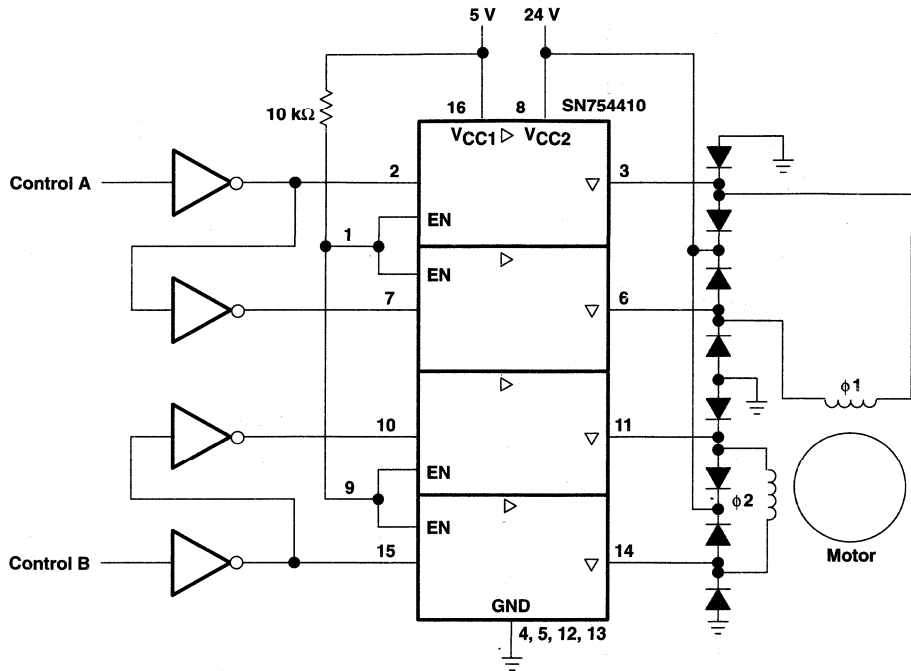 5 V 24 V
SN754410
10 kΩ
16 8
VCC1 ▷ VCC2
Control A
2
3
EN
1
EN
7
6
ϕ1
10
11
EN
9
ϕ2
EN
Control B
15
14
Motor
GND
4, 5, 12, 13